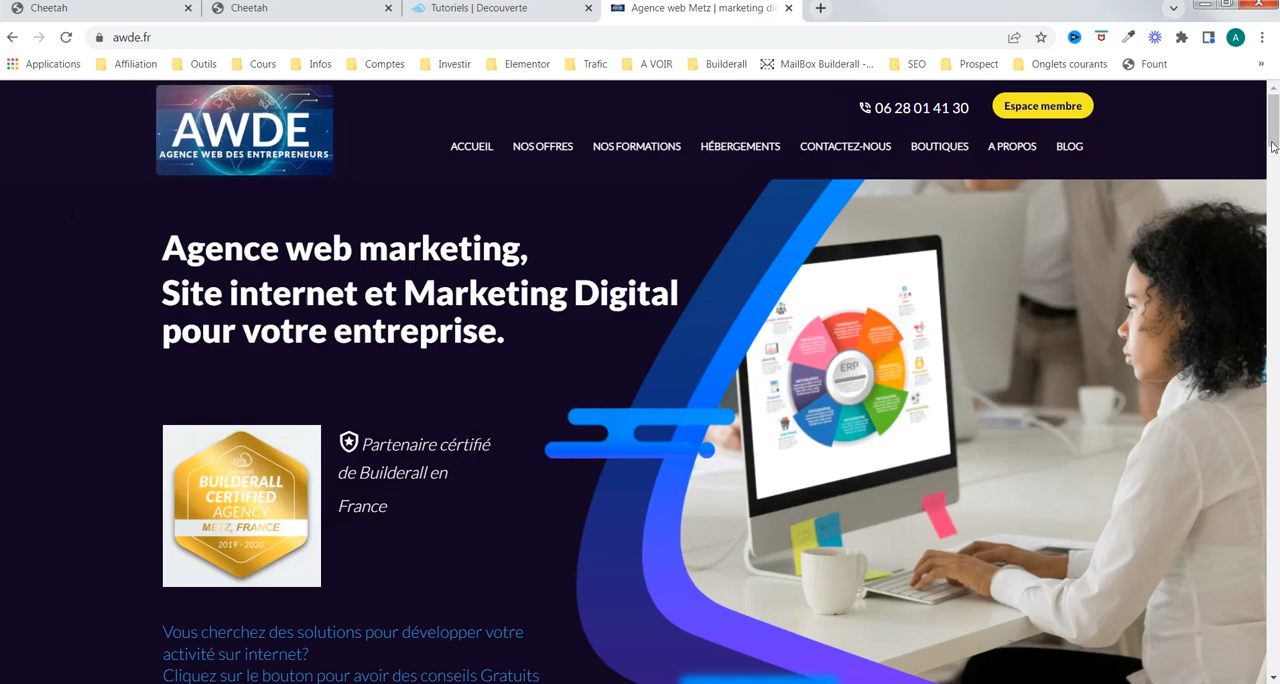 Cheetah
Cheetah
Tutoriels | Decouverte
Agence web Metz | marketing di
awde.fr
A
Applications
Affiliation
Outils
Cours
Infos
Comptes
Investir
Elementor
Trafic
A VOIR
Builderall
MailBox Builderall -...
SEO
Prospect
Onglets courants
Fount
»
AWDE
AGENCE WEB DES ENTREPRENEURS
06 28 01 41 30
Espace membre
ACCUEIL
NOS OFFRES
NOS FORMATIONS
HÉBERGEMENTS
CONTACTEZ-NOUS
BOUTIQUES
A PROPOS
BLOG
Agence web marketing,
Site internet et Marketing Digital
pour votre entreprise.
ERP
BUILDERALL
CERTIFIED
AGENCY
METZ, FRANCE
2019 - 2020
Partenaire cértifié
de Builderall en
France
Vous cherchez des solutions pour développer votre
activité sur internet?
Cliquez sur le bouton pour avoir des conseils Gratuits